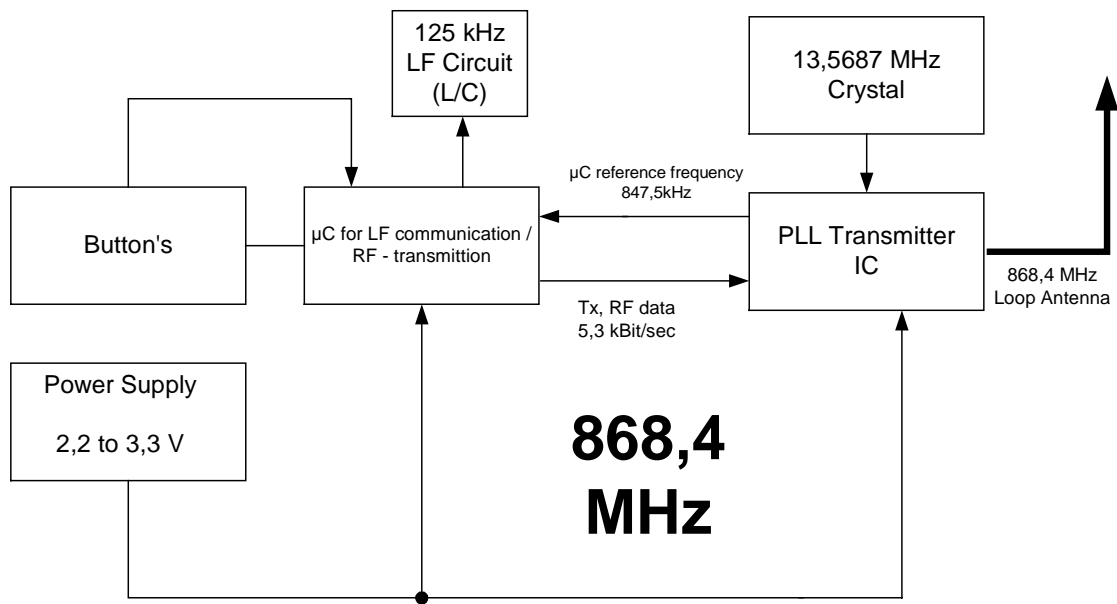 125 kHz
LF Circuit
(L/C)
13,5687 MHz
Crystal
µC reference frequency
847,5kHz
Button's
µC for LF communication /
RF - transmittion
PLL Transmitter
IC
868,4 MHz
Loop Antenna
Tx, RF data
5,3 kBit/sec
Power Supply
2,2 to 3,3 V
868,4
MHz